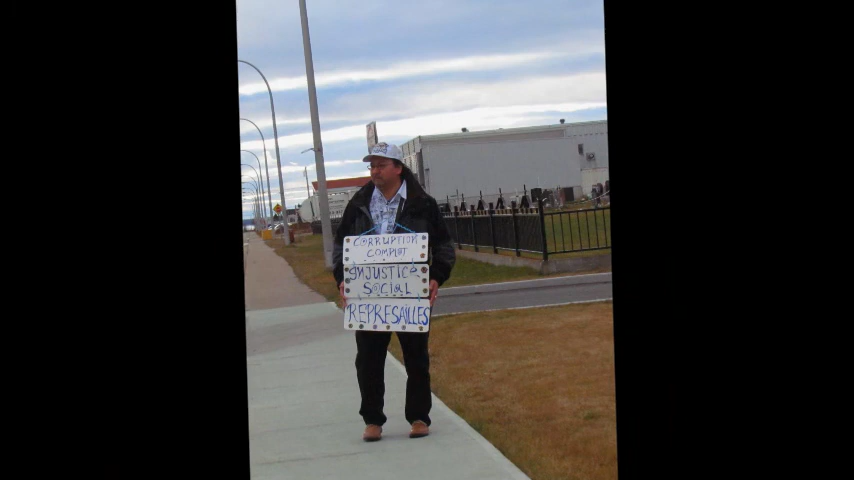 CORRUPTION
COMPLOT
INJUSTICE
SOCIAL
REPRESAILLES